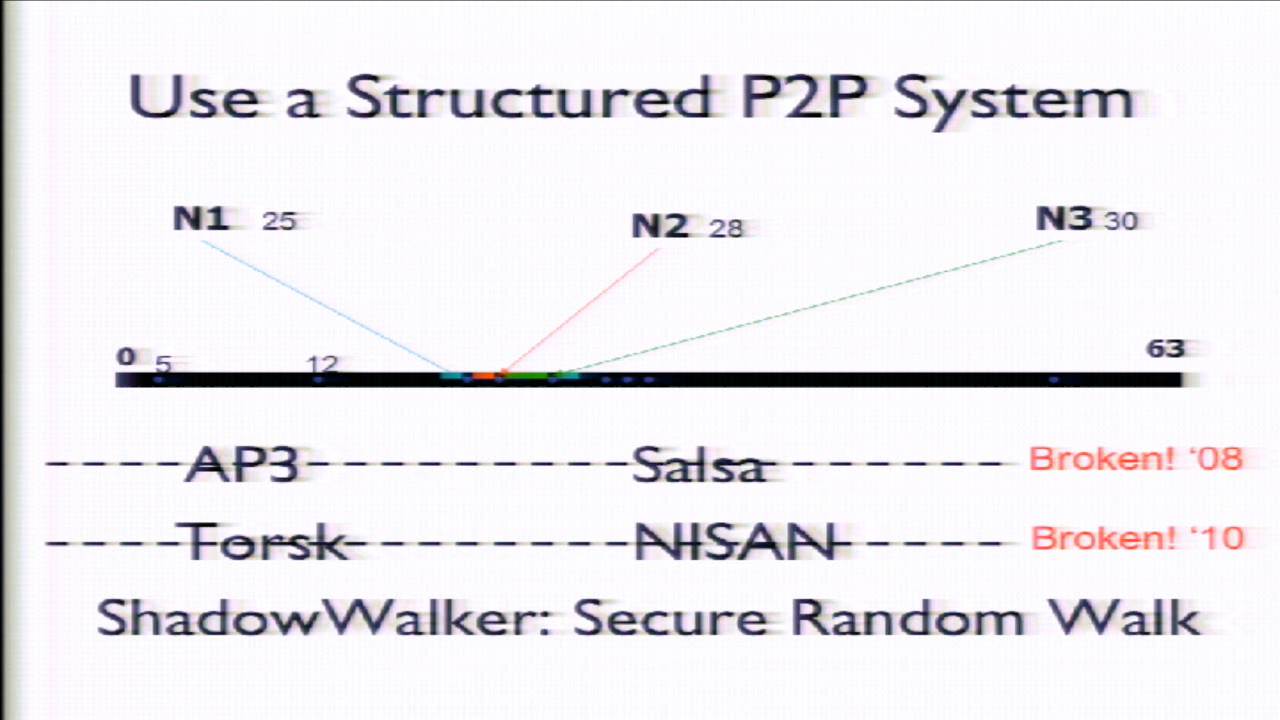 Use a Structured P2P System
N1 25 N2 28 N3 30
0 5 12 63
AP3 Salsa Broken! ‘08
Torsk NISAN Broken! ‘10
ShadowWalker: Secure Random Walk